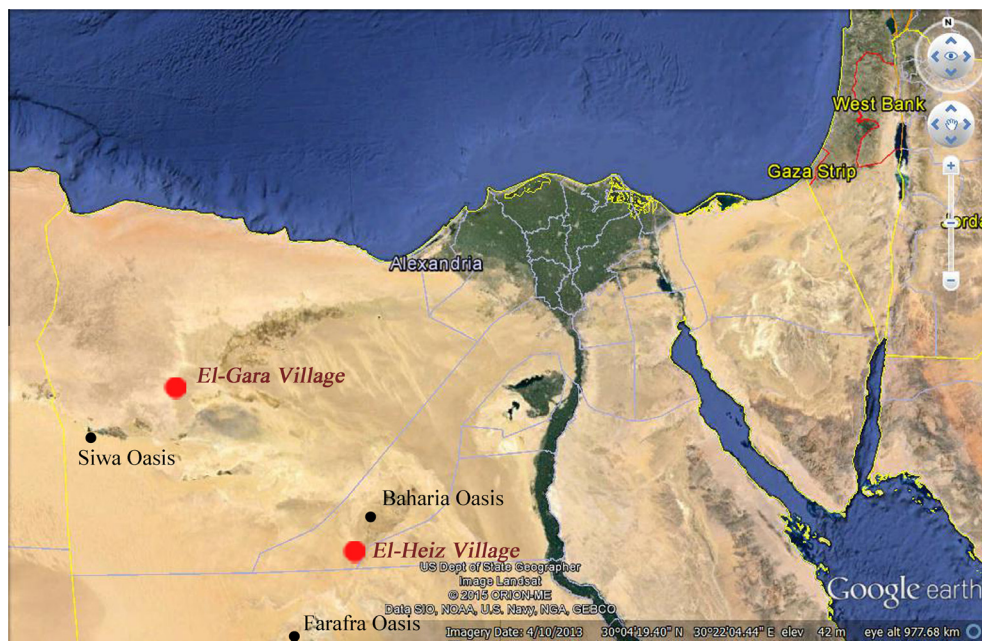 N
West Bank
Gaza Strip
Jorda
Alexandria
El-Gara Village
Siwa Oasis
Baharia Oasis
El-Heiz Village
US Dept of State Geographer
Image Landsat
© 2015 ORION-ME
Data SIO, NOAA, U.S. Navy, NGA, GEBCO
Google earth
Farafra Oasis
Imagery Date: 4/10/2013 30°04'19.40" N 30°22'04.44" E elev 42 m eye alt 977.68 km